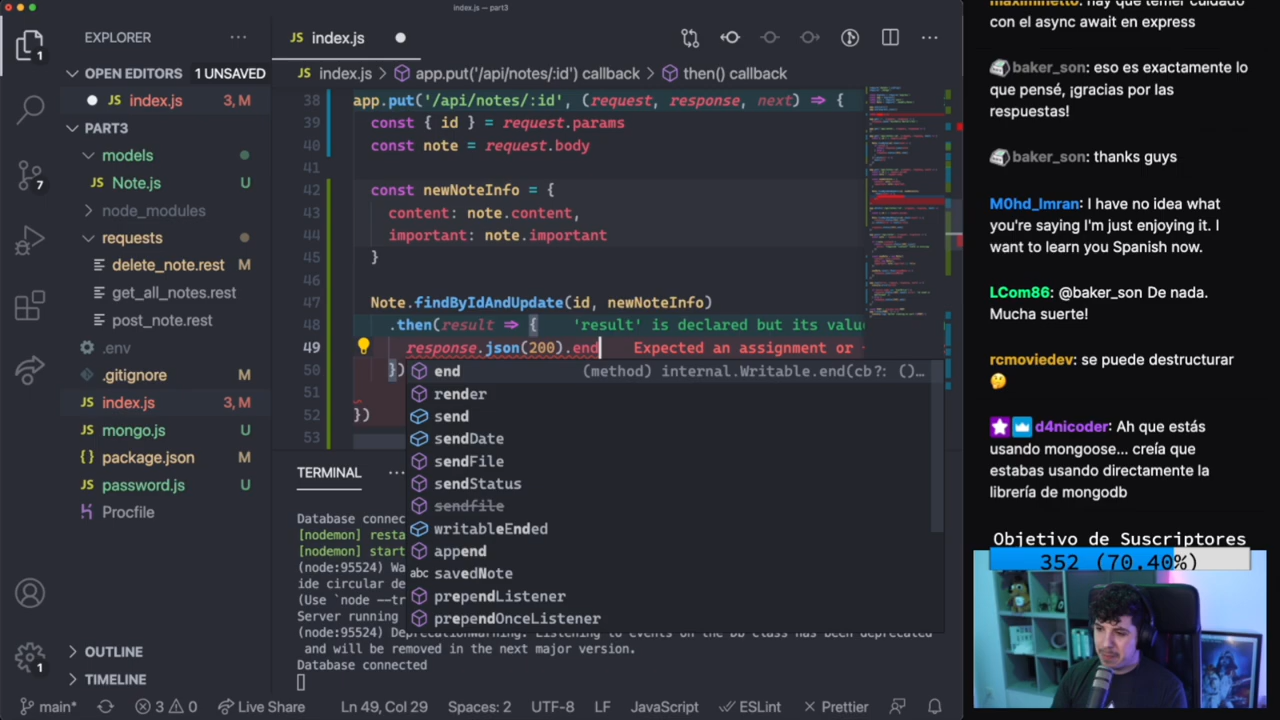 index.js — part3
EXPLORER
OPEN EDITORS
1 UNSAVED
index.js
3, M
PART3
models
Note.js
U
node_modules
requests
delete_note.rest
M
get_all_notes.rest
post_note.rest
.env
.gitignore
M
index.js
3, M
mongo.js
U
package.json
M
password.js
U
Procfile
OUTLINE
TIMELINE
1
7
1
JS index.js
JS index.js > app.put('/api/notes/:id') callback > then() callback
38 app.put('/api/notes/:id', (request, response, next) => {
39 const { id } = request.params
40 const note = request.body
41
42 const newNoteInfo = {
43 content: note.content,
44 important: note.important
45 }
46
47 Note.findByIdAndUpdate(id, newNoteInfo)
48 .then(result => { 'result' is declared but its valu
49 response.json(200).end Expected an assignment or
50 })
52 })
53
end (method) internal.Writable.end(cb?: ()…
render
send
sendDate
sendFile
sendStatus
sendfile
writableEnded
append
abc savedNote
prependListener
prependOnceListener
TERMINAL
Database connec
[nodemon] resta
[nodemon] start
(node:95524) Wa
ide circular de
(Use `node --tr
Server running
(node:95524) DeprecationWarning: Listening to events on the Db class has been deprecated
and will be removed in the next major version.
Database connected
main*
3 0
Live Share
Ln 49, Col 29
Spaces: 2
UTF-8
LF
JavaScript
ESLint
Prettier
maximinetto: hay que temer cuidado
con el async await en express
baker_son: eso es exactamente lo
que pensé, ¡gracias por las
respuestas!
baker_son: thanks guys
M0hd_Imran: I have no idea what
you're saying I'm just enjoying it. I
want to learn you Spanish now.
LCom86: @baker_son De nada.
Mucha suerte!
rcmoviedev: se puede destructurar
d4nicoder: Ah que estás
usando mongoose... creía que
estabas usando directamente la
librería de mongodb
Objetivo de Suscriptores
352 (70.40%)